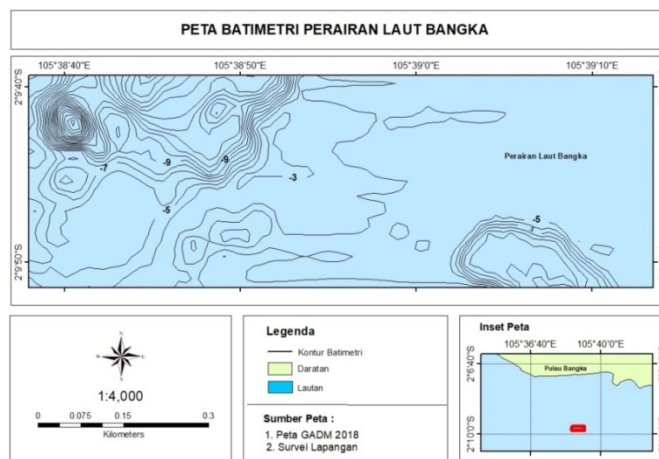 PETA BATIMETRI PERAIRAN LAUT BANGKA
105°38'40"E 105°38'50"E 105°39'0"E 105°39'10"E
2°9'40"S
-9
-9
-7
-3
-5
Perairan Laut Bangka
-5
2°9'50"S
N
1:4,000
0 0.075 0.15 0.3
Kilometers
Legenda
Kontur Batimetri
Daratan
Lautan
Sumber Peta :
1. Peta GADM 2018
2. Survei Lapangan
Inset Peta
105°36'40"E 105°40'0"E
2°6'40"S
Pulau Bangka
2°10'0"S